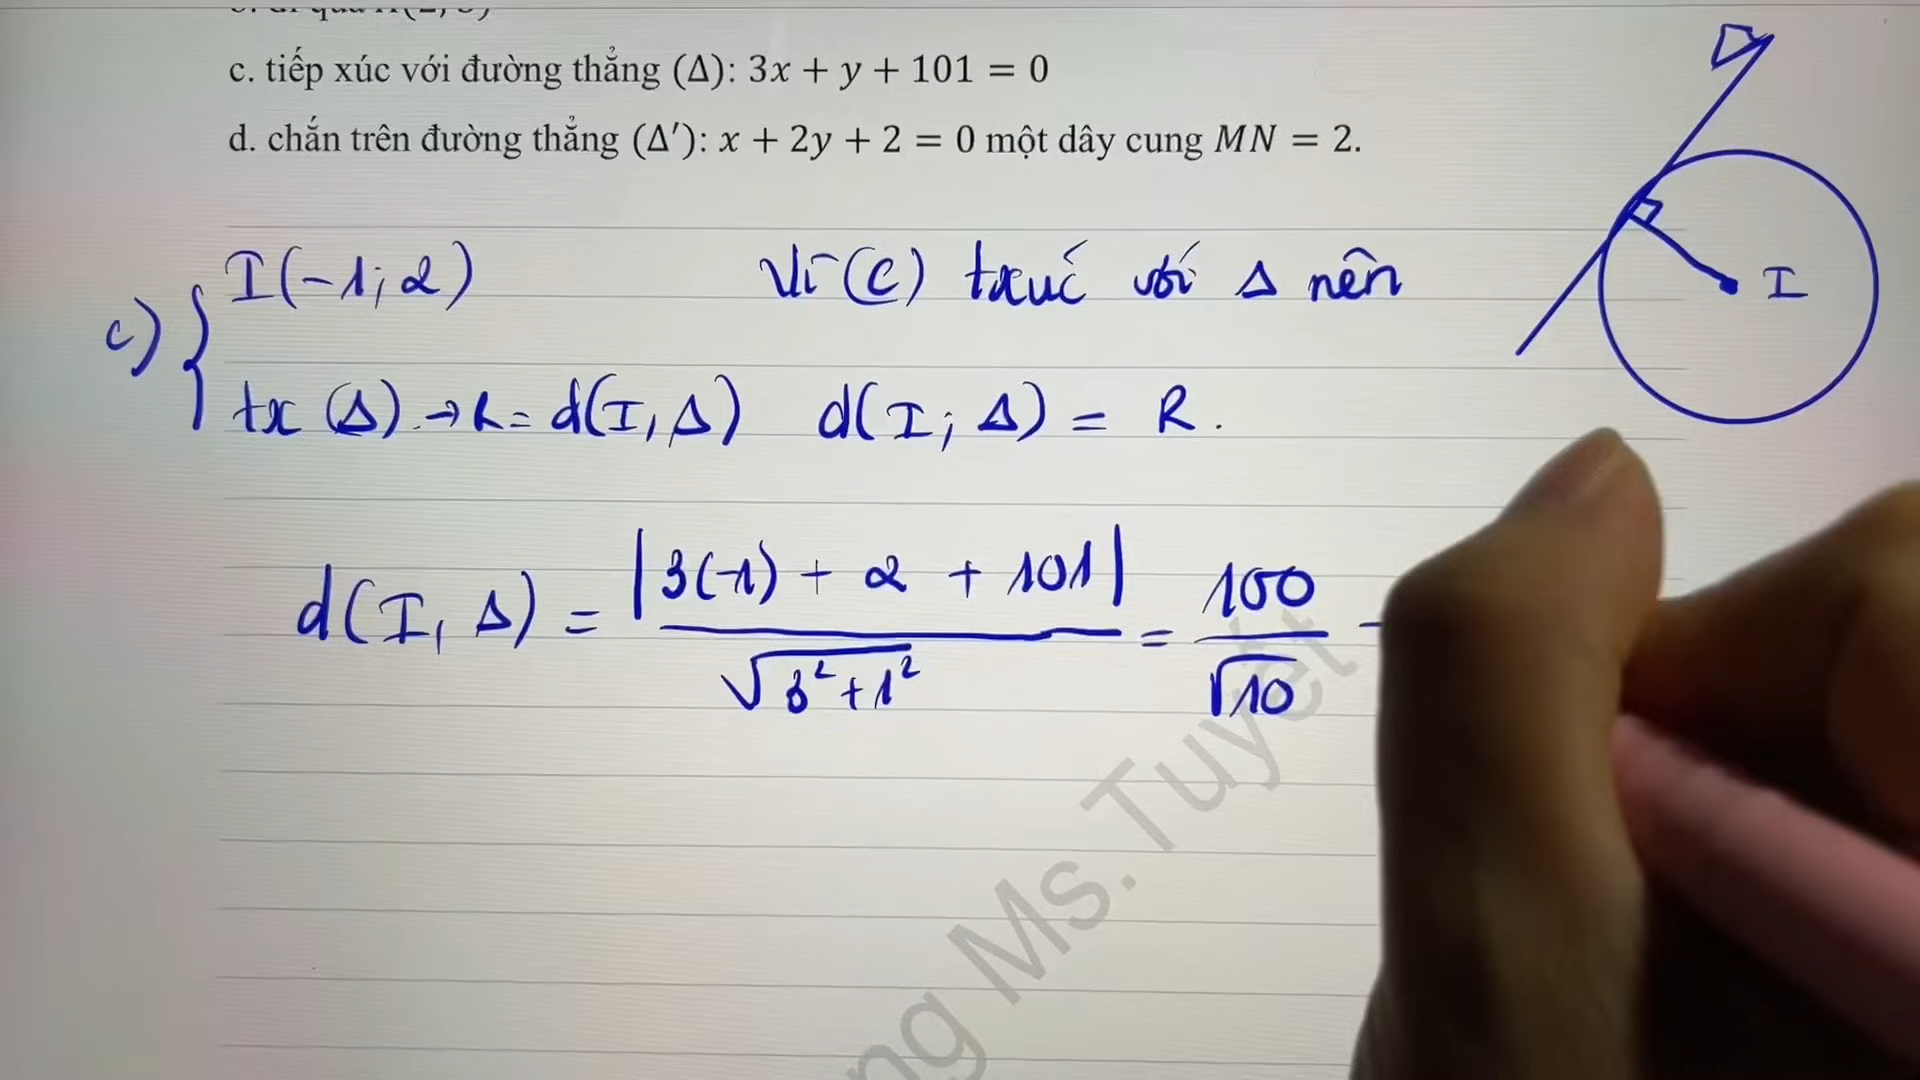 c. tiếp xúc với đường thẳng (Δ): 3x + y + 101 = 0
d. chắn trên đường thẳng (Δ′): x + 2y + 2 = 0 một dây cung MN = 2.
I(-1; 2)
Vì (C) txúc với Δ nên
I
c)
tx (Δ) → R = d(I, Δ)
d(I; Δ) = R.
d(I, Δ) = |3(-1) + 2 + 101| / √3² + 1² = 100 / √10
ng Ms. Tuyết